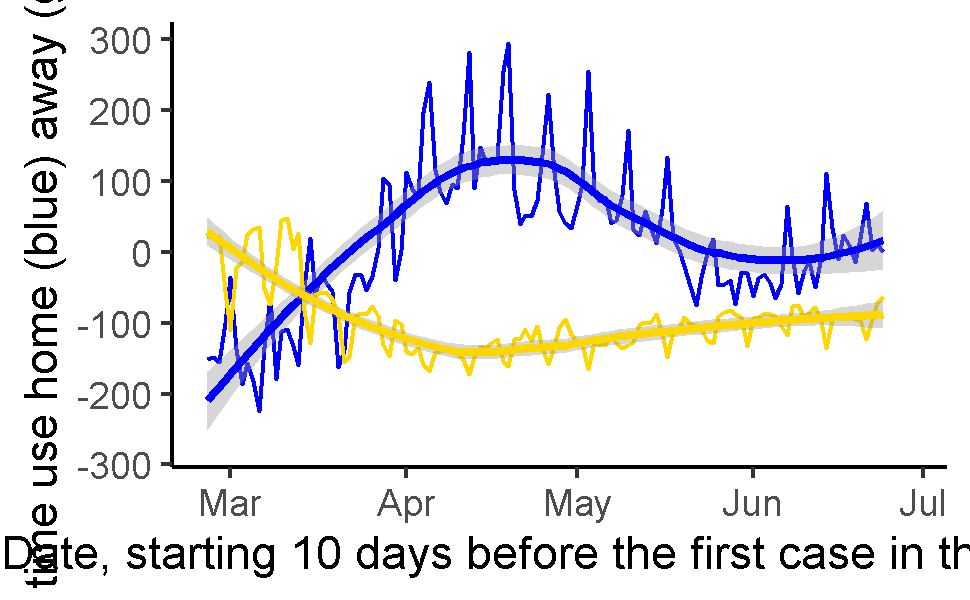 time use home (blue) away (
300
200
100
0
-100
-200
-300
Mar Apr May Jun Jul
Date, starting 10 days before the first case in th